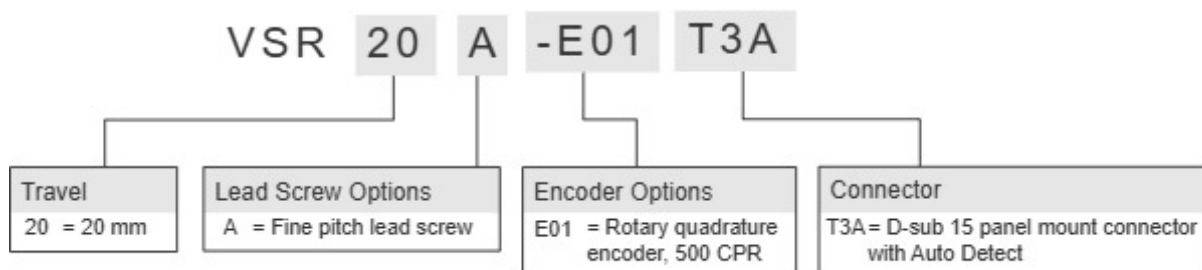 VSR 20 A -E01 T3A
Travel
20 = 20 mm
Lead Screw Options
A = Fine pitch lead screw
Encoder Options
E01 = Rotary quadrature
encoder, 500 CPR
Connector
T3A = D-sub 15 panel mount connector
with Auto Detect